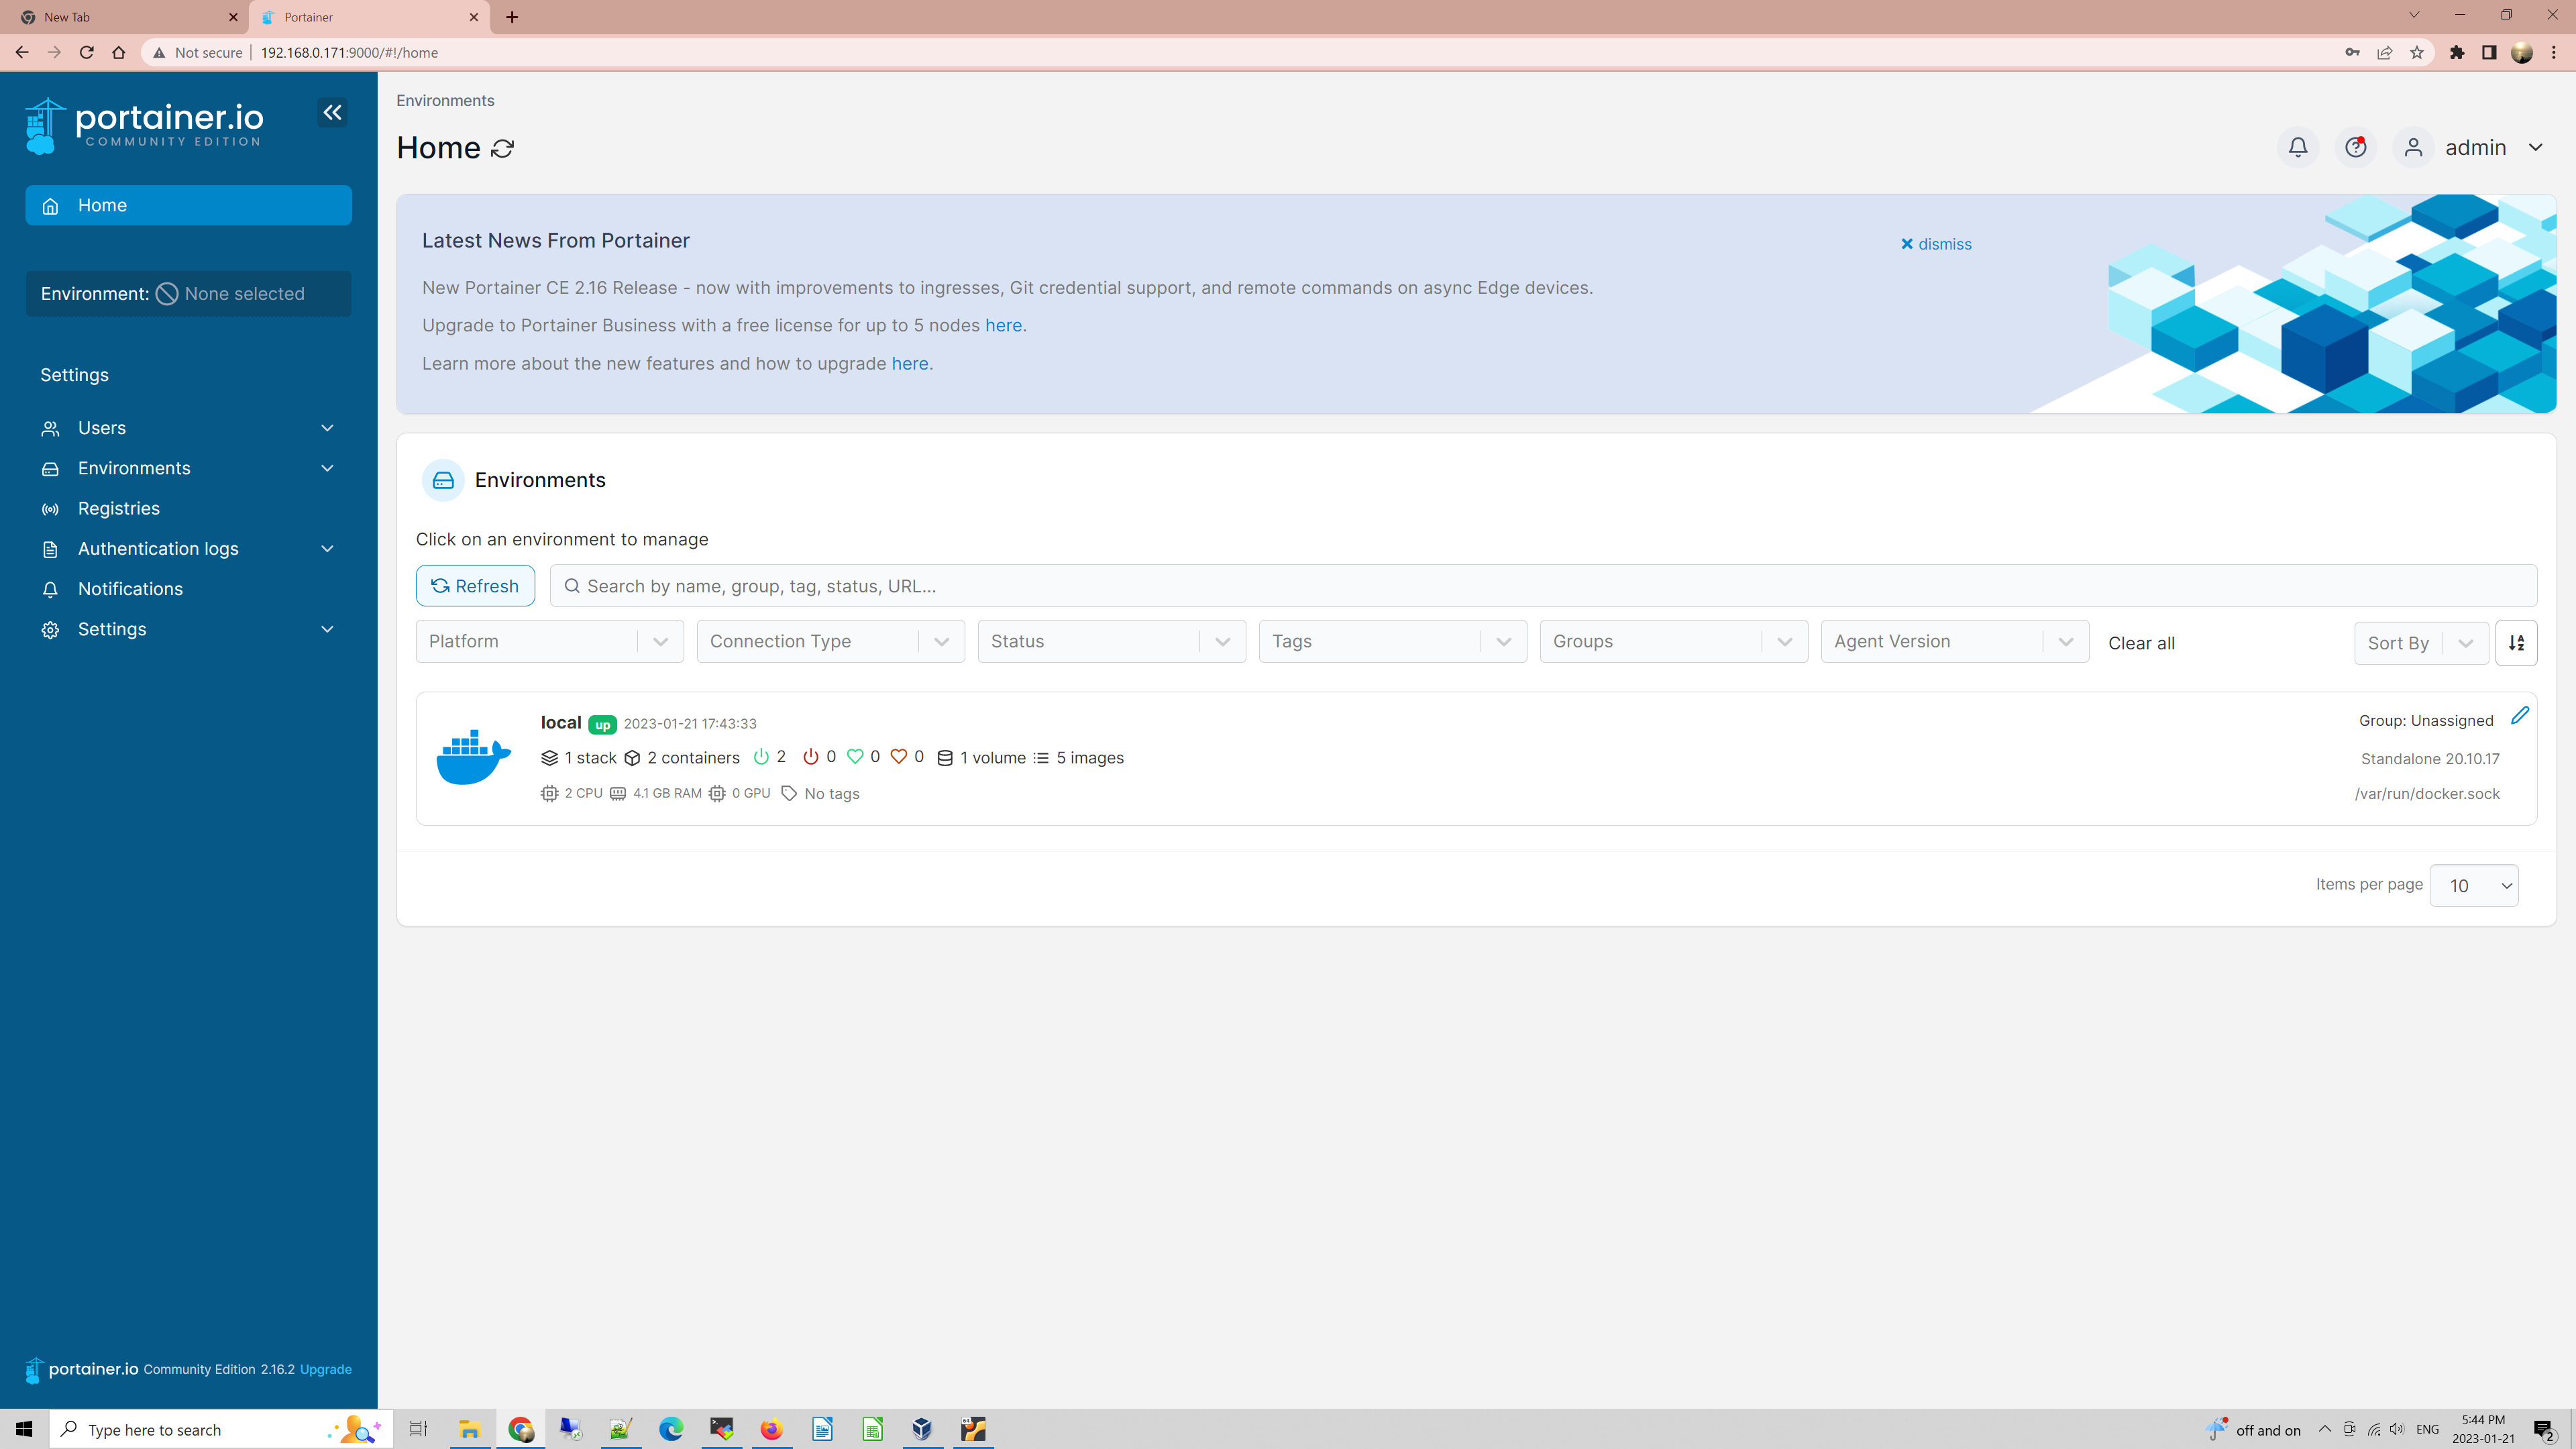 New Tab
Portainer
Not secure
192.168.0.171:9000/#!/home
portainer.io
COMMUNITY EDITION
Home
Environment: None selected
Settings
Users
Environments
Registries
Authentication logs
Notifications
Settings
portainer.io Community Edition 2.16.2 Upgrade
Environments
Home
admin
Latest News From Portainer
dismiss
New Portainer CE 2.16 Release - now with improvements to ingresses, Git credential support, and remote commands on async Edge devices.
Upgrade to Portainer Business with a free license for up to 5 nodes here.
Learn more about the new features and how to upgrade here.
Environments
Click on an environment to manage
Refresh
Search by name, group, tag, status, URL...
Platform
Connection Type
Status
Tags
Groups
Agent Version
Clear all
Sort By
local up 2023-01-21 17:43:33
Group: Unassigned
1 stack 2 containers 2 0 0 0 1 volume 5 images
Standalone 20.10.17
2 CPU 4.1 GB RAM 0 GPU No tags
/var/run/docker.sock
Items per page 10
Type here to search
off and on
ENG
5:44 PM
2023-01-21
2